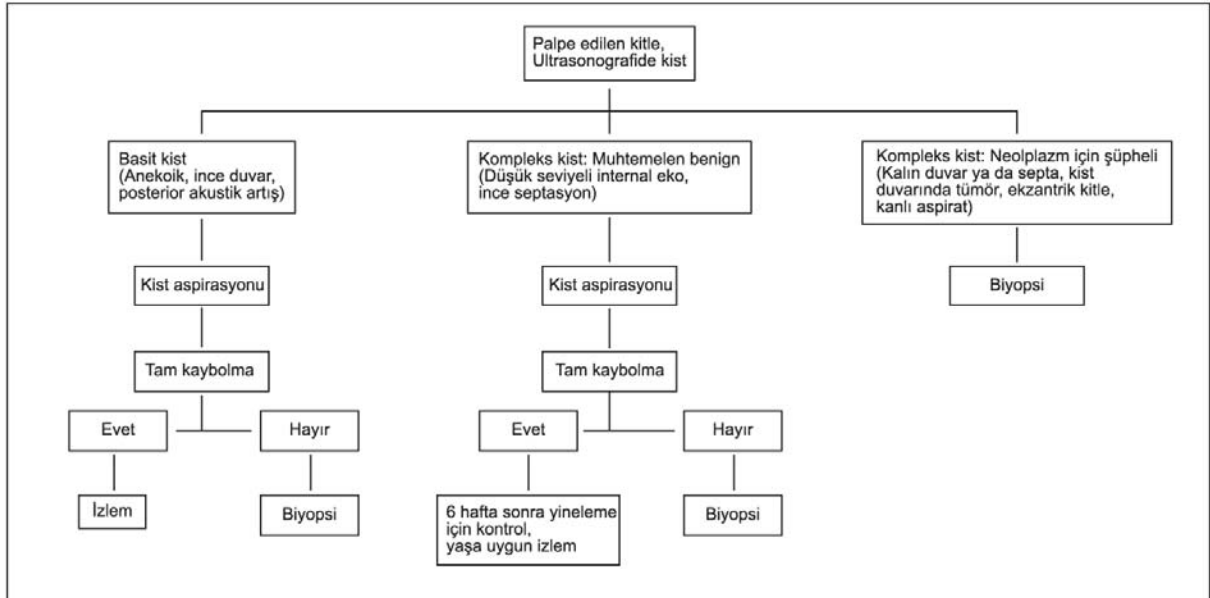 Palpe edilen kitle,
Ultrasonografide kist
Basit kist
(Anekoik, ince duvar,
posterior akustik artış)
Kompleks kist: Muhtemelen benign
(Düşük seviyeli internal eko,
ince septasyon)
Kompleks kist: Neolplazm için şüpheli
(Kalın duvar ya da septa, kist
duvarında tümör, ekzantrik kitle,
kanlı aspirat)
Kist aspirasyonu
Kist aspirasyonu
Biyopsi
Tam kaybolma
Tam kaybolma
Evet
Hayır
Evet
Hayır
İzlem
Biyopsi
6 hafta sonra yineleme
için kontrol,
yaşa uygun izlem
Biyopsi